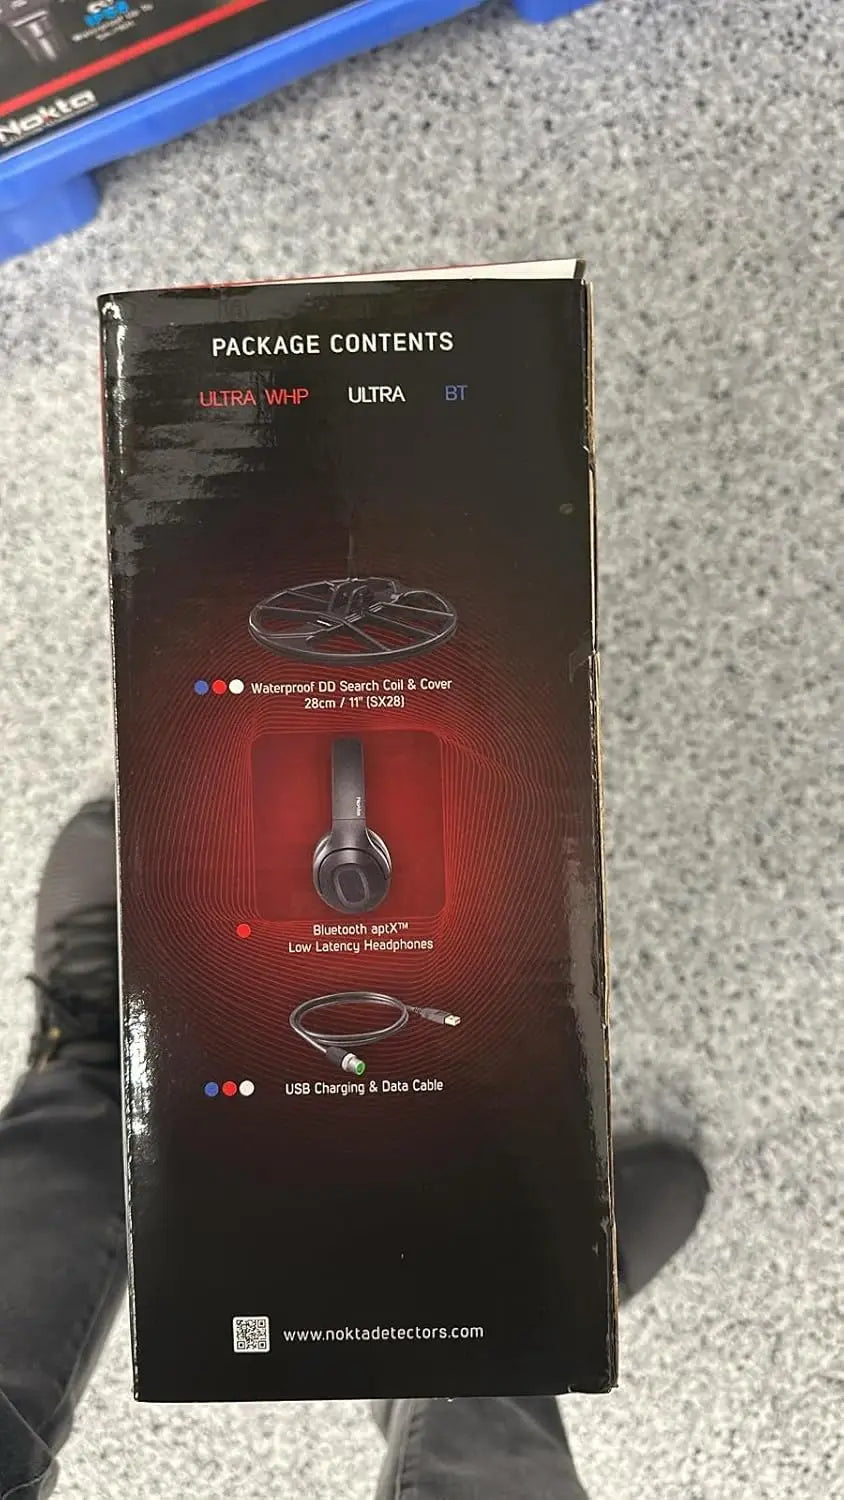 Nokta
PACKAGE CONTENTS
ULTRA WHP ULTRA BT
Waterproof DD Search Coil & Cover
28cm / 11" (SX28)
Nokta
Bluetooth aptX™
Low Latency Headphones
USB Charging & Data Cable
www.noktadetectors.com